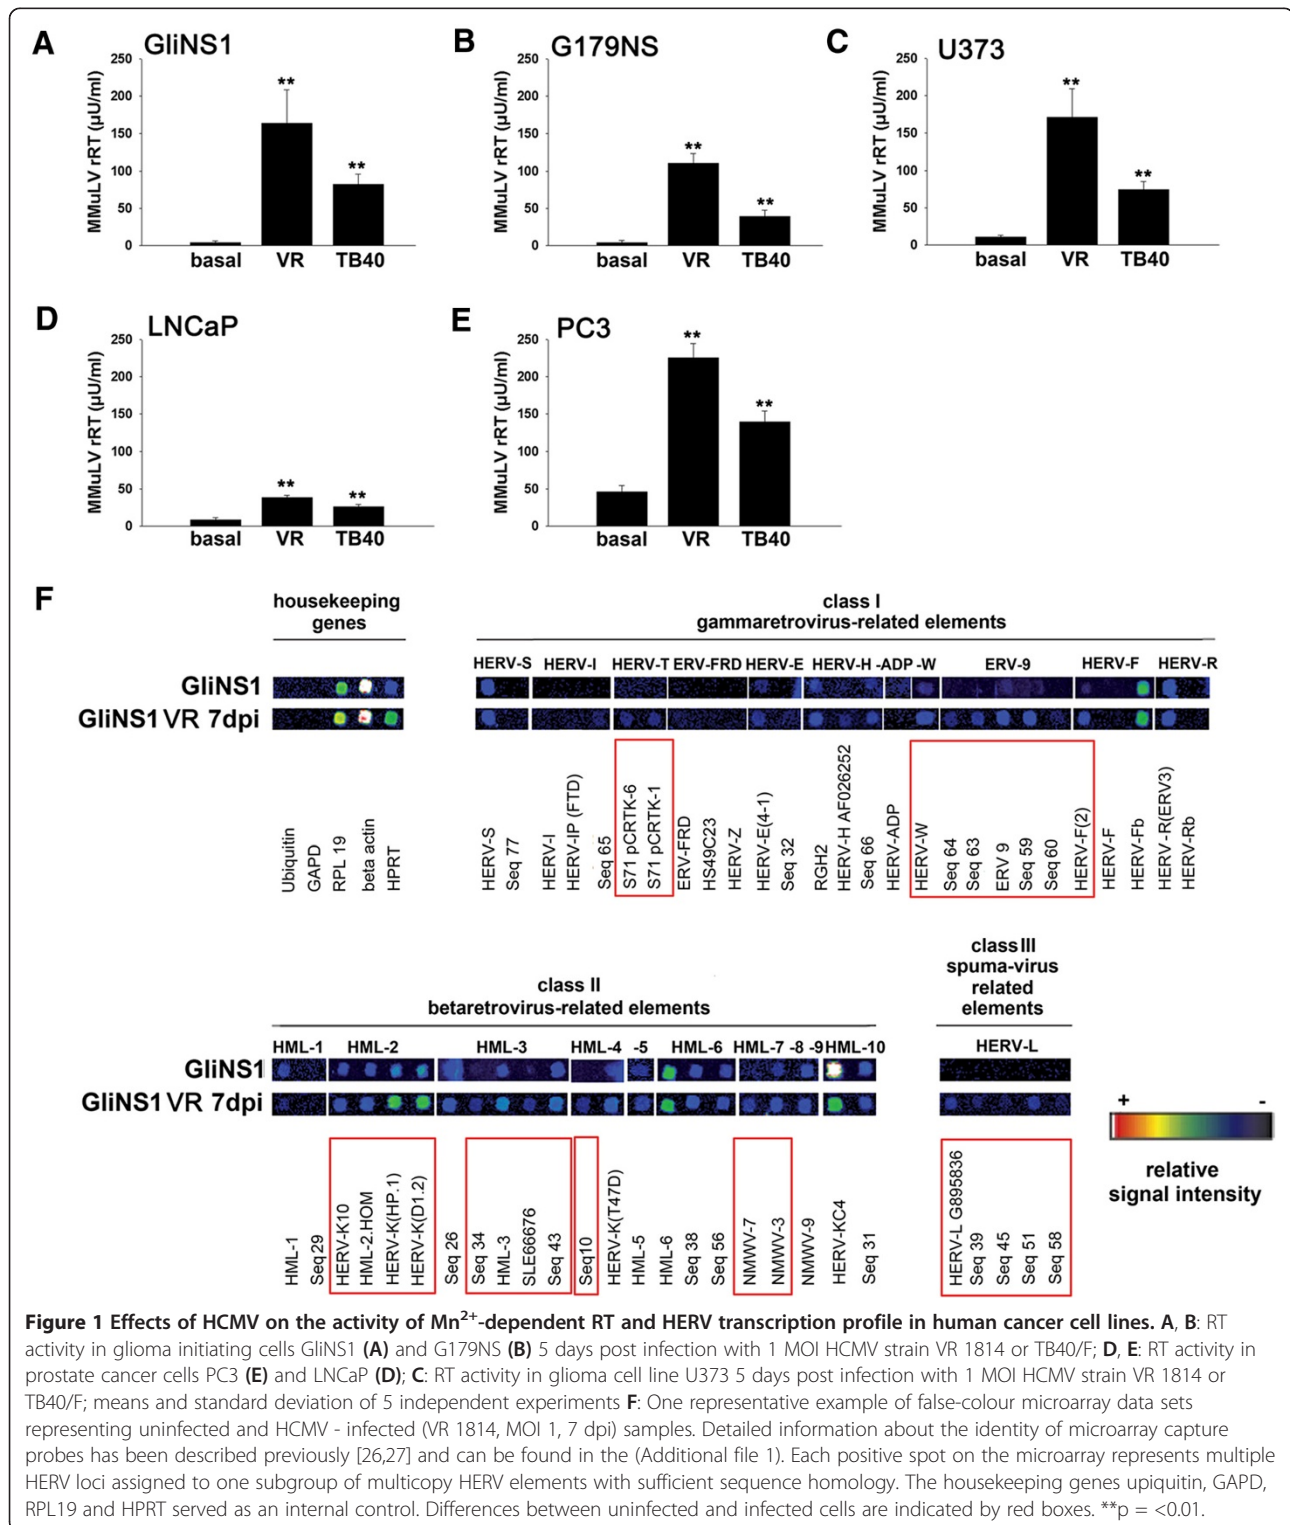 A GliNS1
MMuLV rRT (µU/ml)
250
200
150
100
50
0
** **
basal VR TB40
B G179NS
MMuLV rRT (µU/ml)
250
200
150
100
50
0
** **
basal VR TB40
C U373
MMuLV rRT (µU/ml)
250
200
150
100
50
0
** **
basal VR TB40
D LNCaP
MMuLV rRT (µU/ml)
250
200
150
100
50
0
** **
basal VR TB40
E PC3
MMuLV rRT (µU/ml)
250
200
150
100
50
0
** **
basal VR TB40
F
housekeeping
genes
class I
gammaretrovirus-related elements
HERV-S HERV-I HERV-T ERV-FRD HERV-E HERV-H -ADP -W ERV-9 HERV-F HERV-R
GliNS1
GliNS1 VR 7dpi
Ubiquitin
GAPD
RPL 19
beta actin
HPRT
HERV-S
Seq 77
HERV-I
HERV-IP (FTD)
Seq 65
S71 pCRTK-6
S71 pCRTK-1
ERV-FRD
HS49C23
HERV-Z
HERV-E(4-1)
Seq 32
RGH2
HERV-H AF026252
Seq 66
HERV-ADP
HERV-W
Seq 64
Seq 63
ERV 9
Seq 59
Seq 60
HERV-F(2)
HERV-F
HERV-Fb
HERV -R(ERV3)
HERV-Rb
class II
betaretrovirus-related elements
class III
spuma-virus
related
elements
HML-1 HML-2 HML-3 HML-4 -5 HML-6 HML-7 -8 -9 HML-10
HERV-L
GliNS1
GliNS1 VR 7dpi
HML-1
Seq29
HERV-K10
HML-2.HOM
HERV-K(HP.1)
HERV-K(D1.2)
Seq 26
Seq 34
HML-3
SLE66676
Seq 43
Seq10
HERV-K(T47D)
HML-5
HML-6
Seq 38
Seq 56
NMWV-7
NMWV-3
NMWV-9
HERV-KC4
Seq 31
HERV-L G895836
Seq 39
Seq 45
Seq 51
Seq 58
+ -
relative
signal intensity
Figure 1 Effects of HCMV on the activity of Mn²⁺-dependent RT and HERV transcription profile in human cancer cell lines. A, B: RT
activity in glioma initiating cells GliNS1 (A) and G179NS (B) 5 days post infection with 1 MOI HCMV strain VR 1814 or TB40/F; D, E: RT activity in
prostate cancer cells PC3 (E) and LNCaP (D); C: RT activity in glioma cell line U373 5 days post infection with 1 MOI HCMV strain VR 1814 or
TB40/F; means and standard deviation of 5 independent experiments F: One representative example of false-colour microarray data sets
representing uninfected and HCMV - infected (VR 1814, MOI 1, 7 dpi) samples. Detailed information about the identity of microarray capture
probes has been described previously [26,27] and can be found in the (Additional file 1). Each positive spot on the microarray represents multiple
HERV loci assigned to one subgroup of multicopy HERV elements with sufficient sequence homology. The housekeeping genes upiquitin, GAPD,
RPL19 and HPRT served as an internal control. Differences between uninfected and infected cells are indicated by red boxes. **p = <0.01.